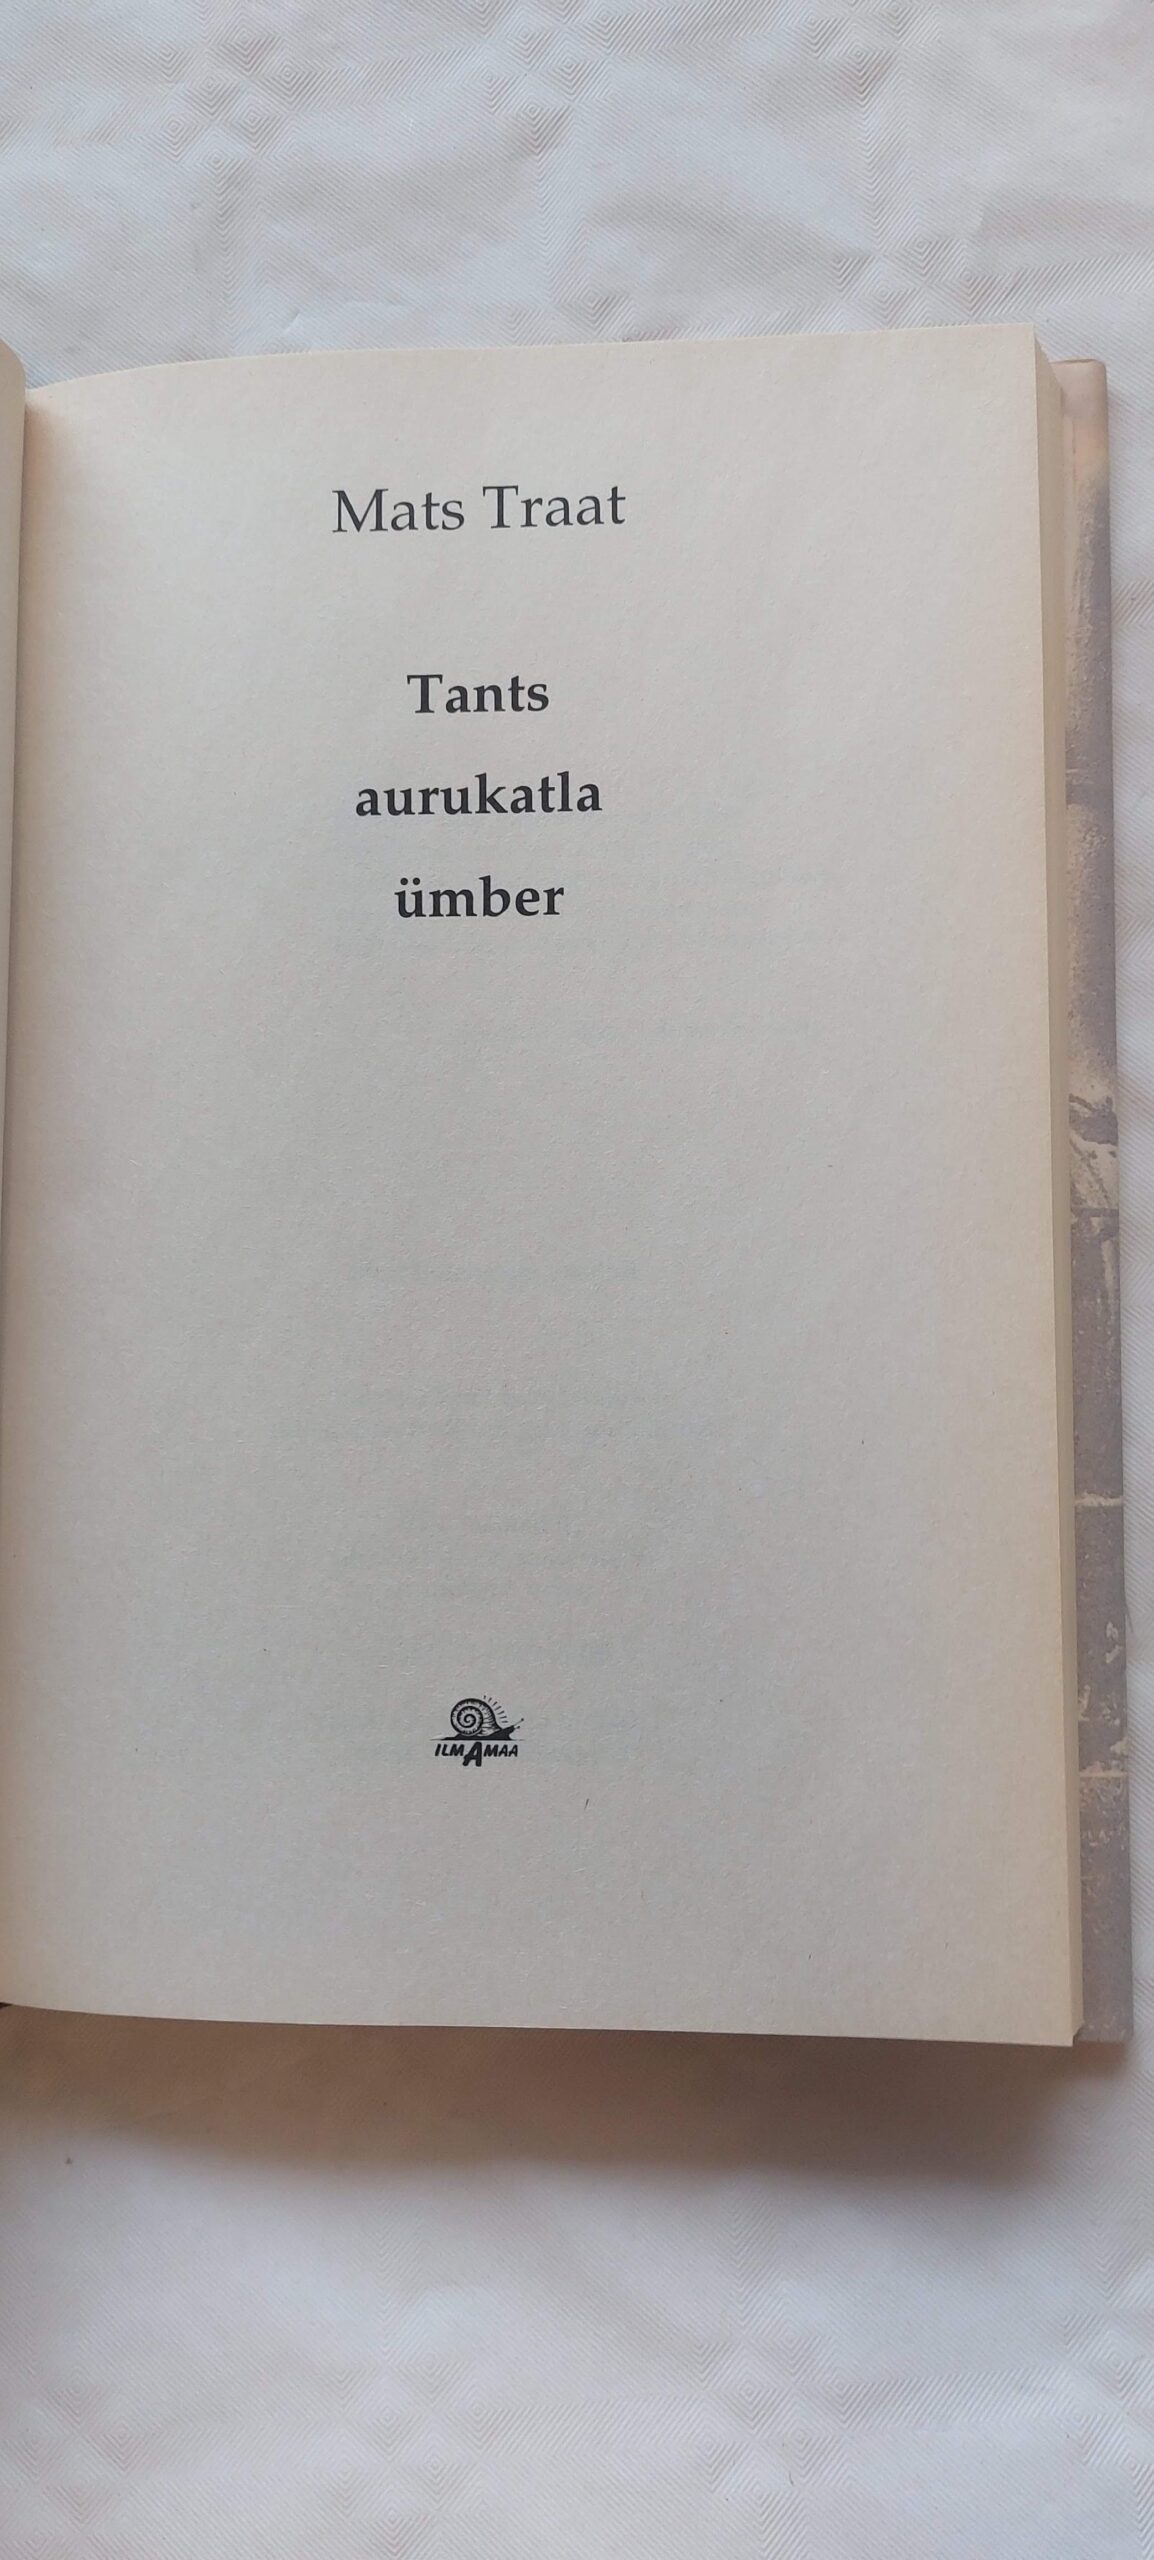 Mats Traat
Tants
aurukatla
ümber
ILMAMAA